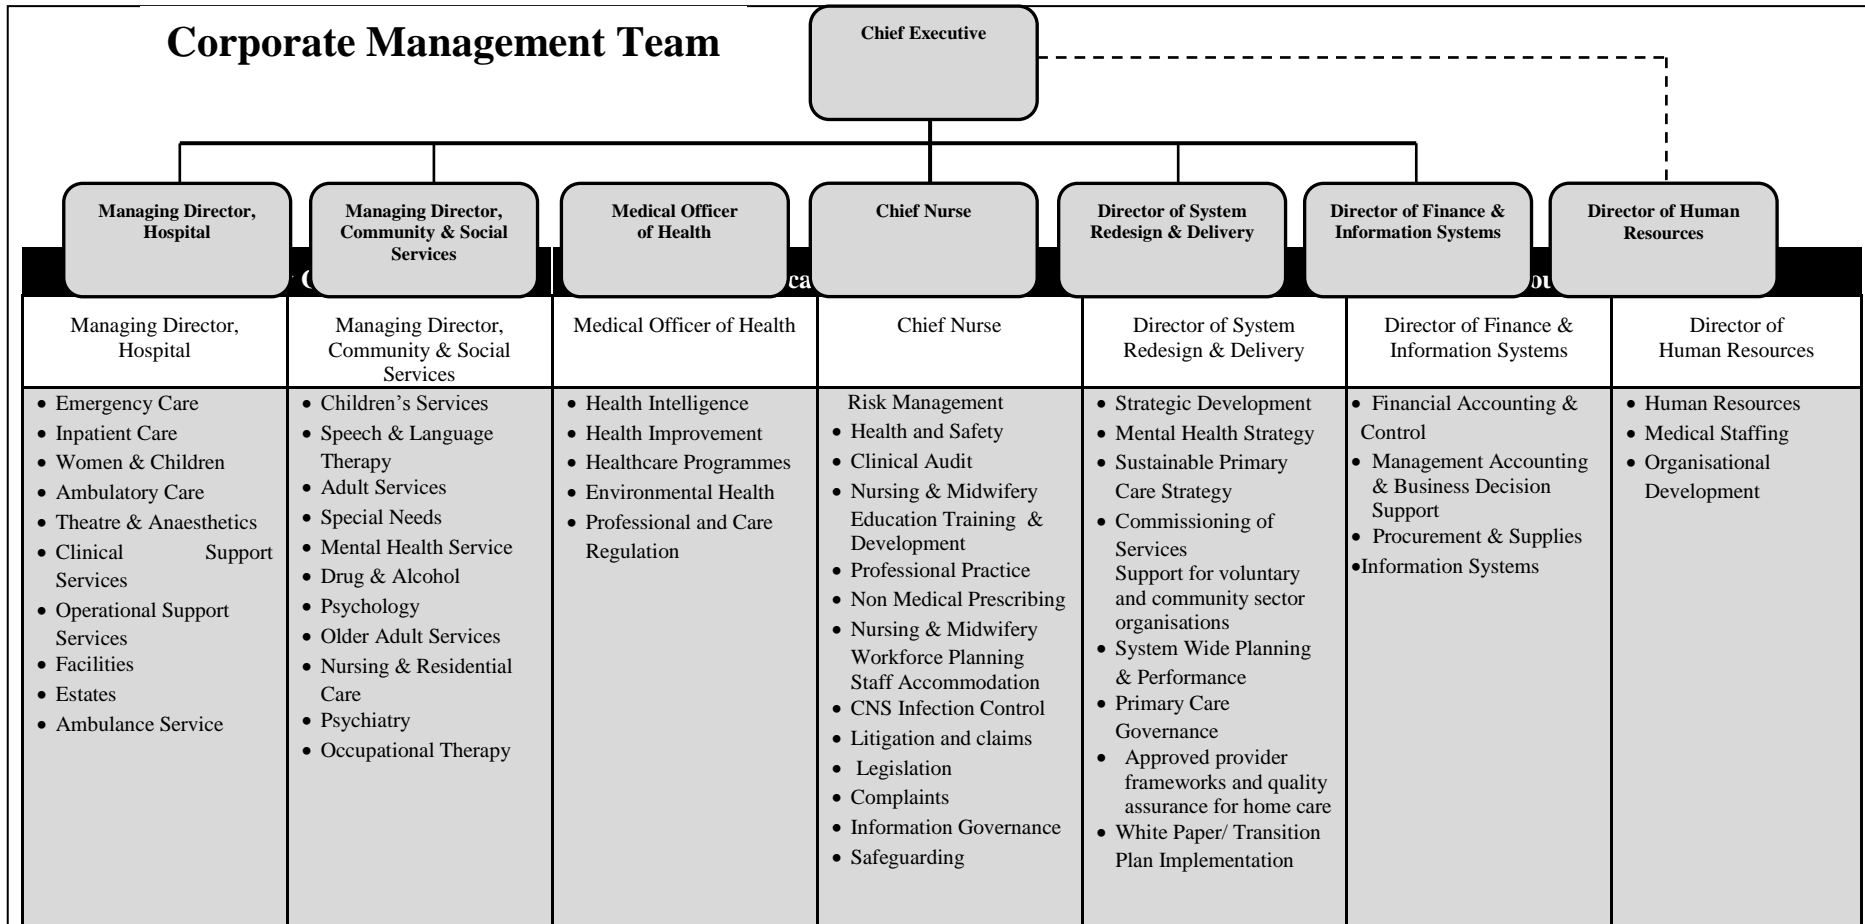 Corporate Management Team
Chief Executive
Managing Director,
Hospital
Managing Director,
Community & Social
Services
Medical Officer
of Health
Chief Nurse
Director of System
Redesign & Delivery
Director of Finance &
Information Systems
Director of Human
Resources
Managing Director,
Hospital
Managing Director,
Community & Social
Services
Medical Officer of Health
Chief Nurse
Director of System
Redesign & Delivery
Director of Finance &
Information Systems
Director of
Human Resources
• Emergency Care
• Inpatient Care
• Women & Children
• Ambulatory Care
• Theatre & Anaesthetics
• Clinical Support
Services
• Operational Support
Services
• Facilities
• Estates
• Ambulance Service
• Children’s Services
• Speech & Language
Therapy
• Adult Services
• Special Needs
• Mental Health Service
• Drug & Alcohol
• Psychology
• Older Adult Services
• Nursing & Residential
Care
• Psychiatry
• Occupational Therapy
• Health Intelligence
• Health Improvement
• Healthcare Programmes
• Environmental Health
• Professional and Care
Regulation
Risk Management
• Health and Safety
• Clinical Audit
• Nursing & Midwifery
Education Training &
Development
• Professional Practice
• Non Medical Prescribing
• Nursing & Midwifery
Workforce Planning
Staff Accommodation
• CNS Infection Control
• Litigation and claims
• Legislation
• Complaints
• Information Governance
• Safeguarding
• Strategic Development
• Mental Health Strategy
• Sustainable Primary
Care Strategy
• Commissioning of
Services
Support for voluntary
and community sector
organisations
• System Wide Planning
& Performance
• Primary Care
Governance
• Approved provider
frameworks and quality
assurance for home care
• White Paper/ Transition
Plan Implementation
• Financial Accounting &
Control
• Management Accounting
& Business Decision
Support
• Procurement & Supplies
•Information Systems
• Human Resources
• Medical Staffing
• Organisational
Development